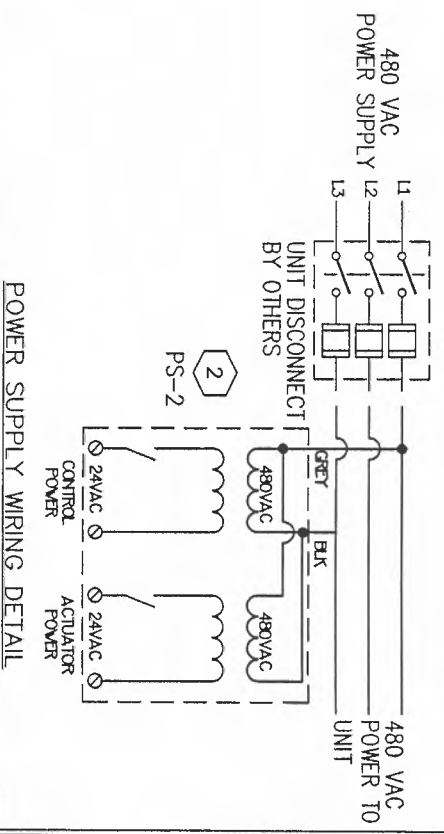 480 VAC
POWER SUPPLY
L1
L2
L3
UNIT DISCONNECT
BY OTHERS
480 VAC
POWER TO
UNIT
GREY
BLK
480VAC
480VAC
2
PS-2
24VAC
24VAC
CONTROL
POWER
ACTUATOR
POWER
POWER SUPPLY WIRING DETAIL